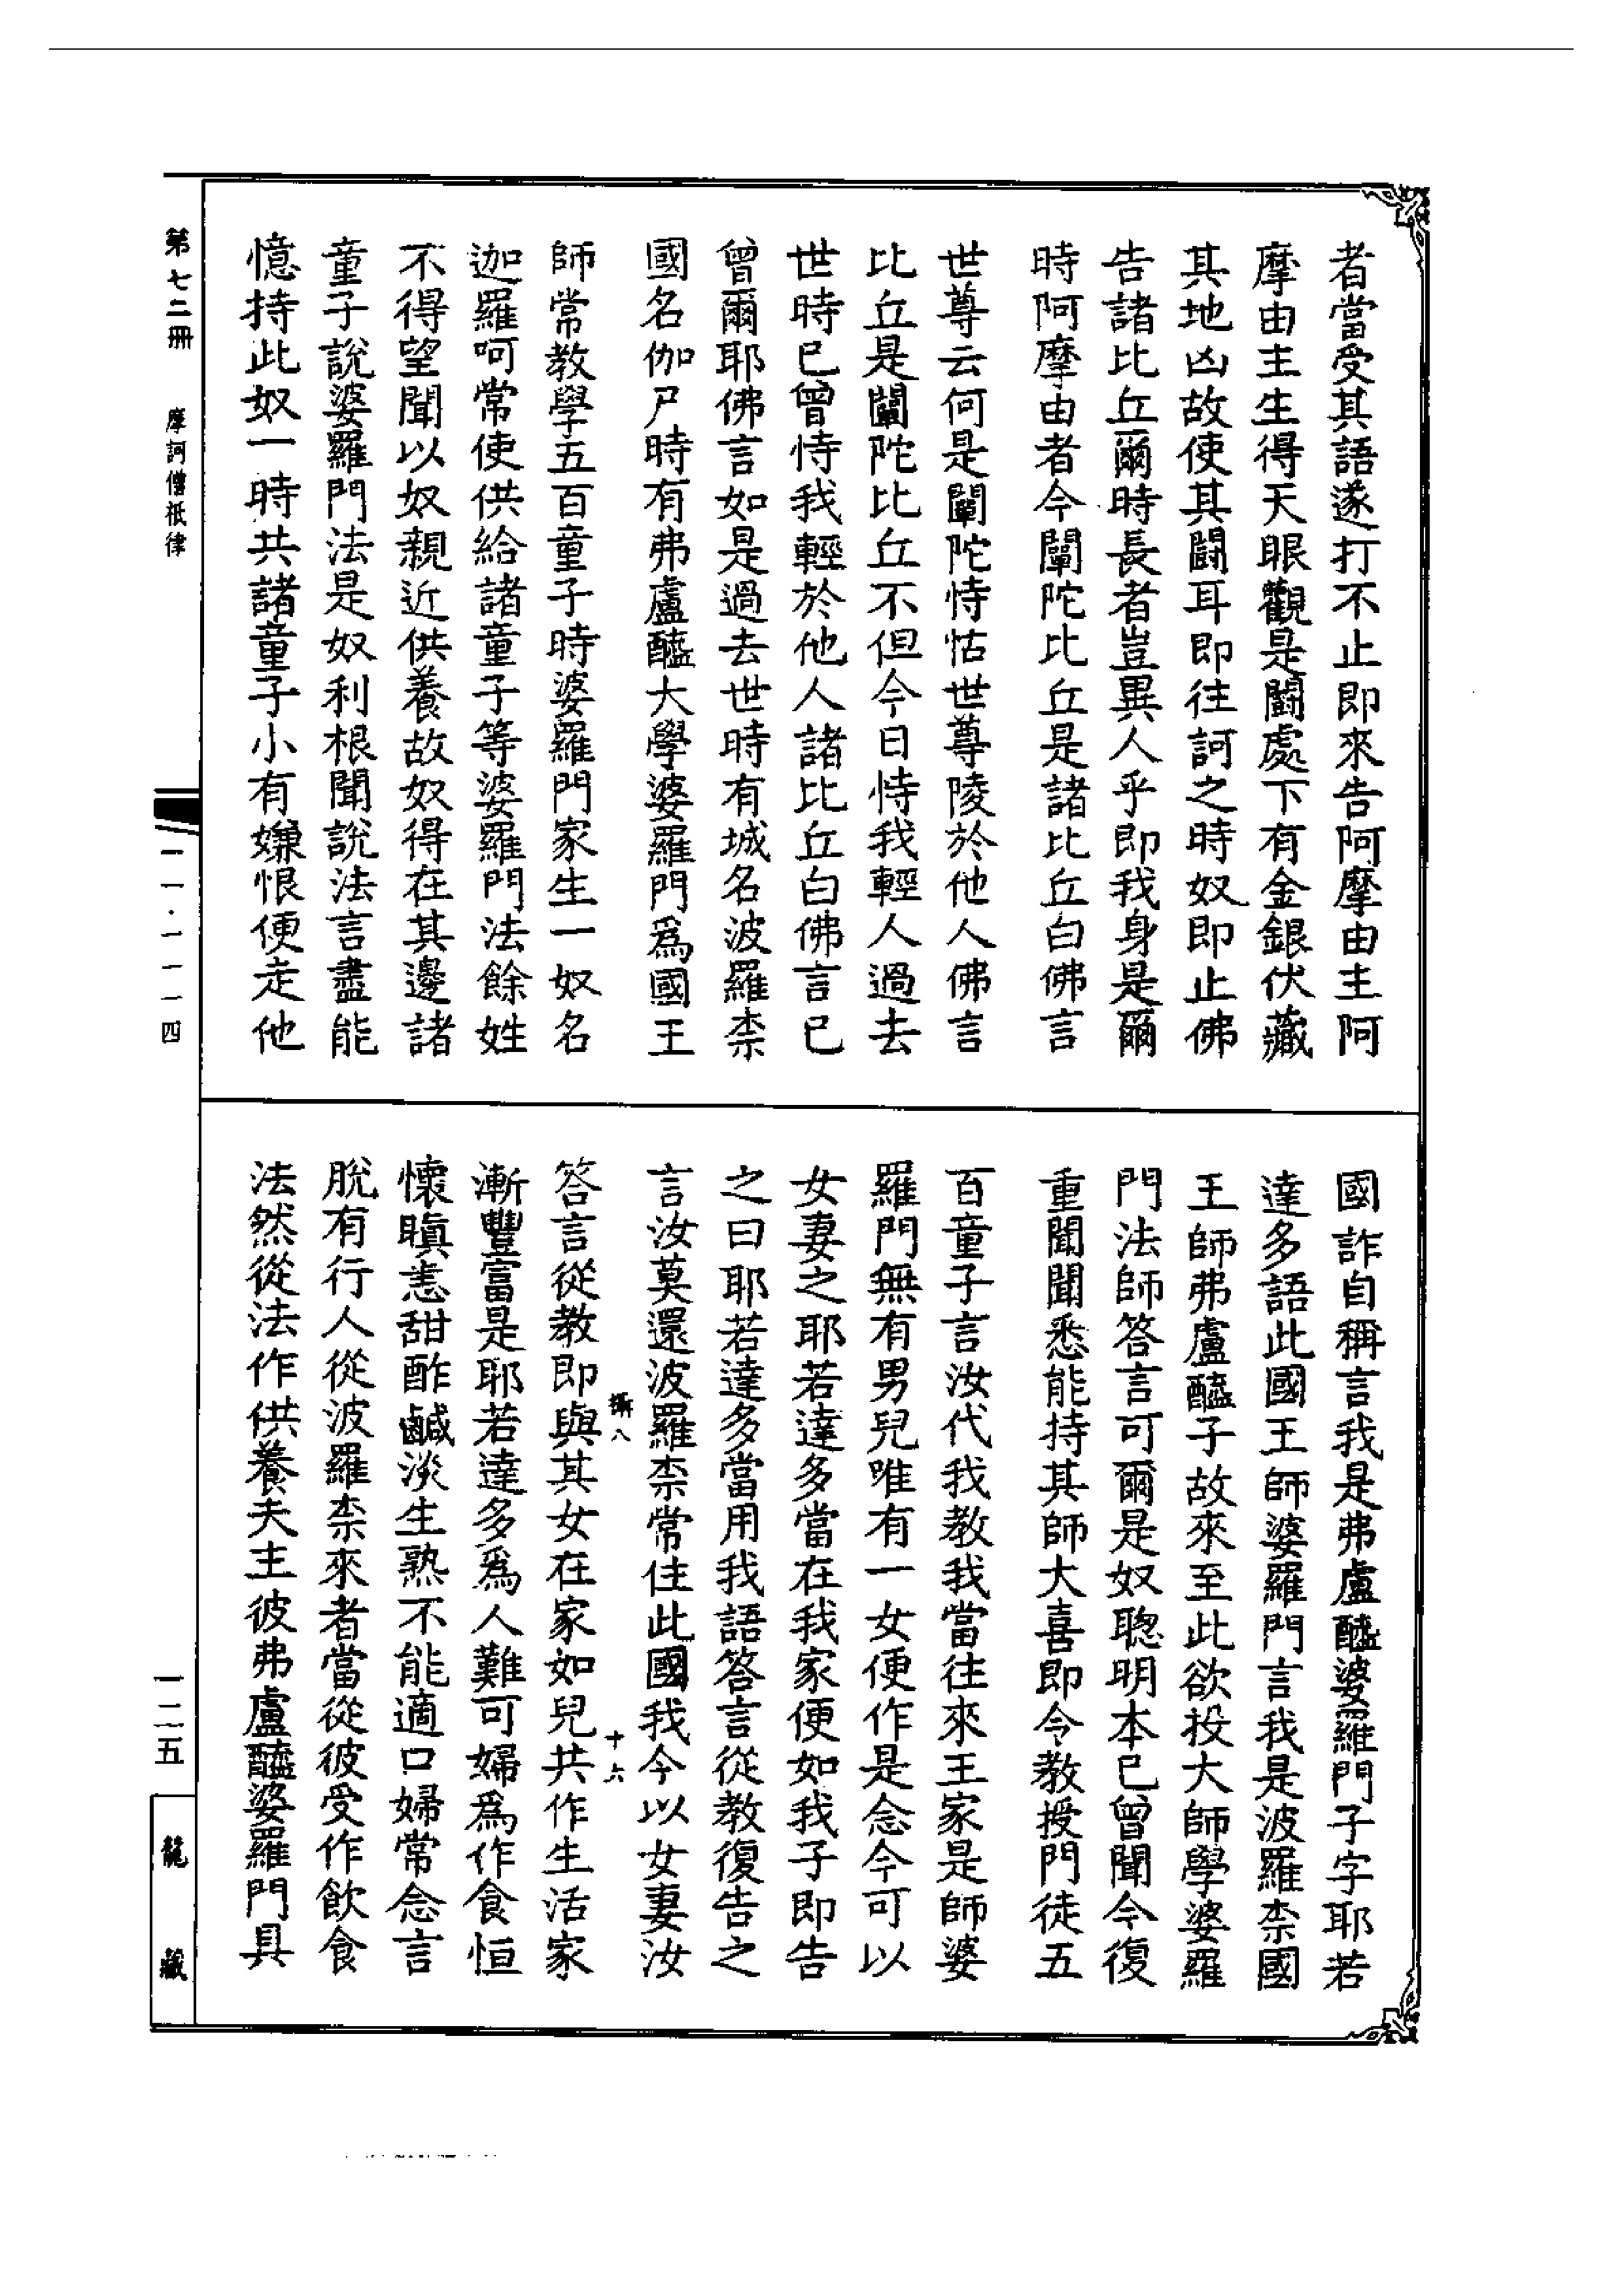 者當受其語遂打不止即來告阿摩由主阿
摩由主生得天眼觀是鬪處下有金銀伏藏
其地凶故使其鬪耳即往訶之時奴即止佛
告諸比丘爾時長者豈異人乎即我身是爾
時阿摩由者今闡陀比丘是諸比丘白佛言
世尊云何是闡陀恃怙世尊陵於他人佛言
比丘是闡陀比丘不但今日恃我輕人過去
世時已曾恃我輕於他人諸比丘白佛言已
曾爾耶佛言如是過去世時有城名波羅柰
國名伽尸時有弗盧醯大學婆羅門爲國王
師常教學五百童子時婆羅門家生一奴名
迦羅呵常使供給諸童子等婆羅門法餘姓
不得望聞以奴親近供養故奴得在其邊諸
童子說婆羅門法是奴利根聞說法言盡能
憶持此奴一時共諸童子小有嫌恨便走他
國詐自稱言我是弗盧醯婆羅門子字耶若
達多語此國王師婆羅門言我是波羅柰國
王師弗盧醯子故來至此欲投大師學婆羅
門法師答言可爾是奴聰明本已曾聞今復
重聞聞悉能持其師大喜即令教授門徒五
百童子言汝代我教我當往來王家是師婆
羅門無有男兒唯有一女便作是念今可以
女妻之耶若達多當在我家便如我子即告
之曰耶若達多當用我語答言從教復告之
言汝莫還波羅柰常住此國我今以女妻汝
答言從教即與其女在家如兒共作生活家
漸豐富是耶若達多爲人難可婦爲作食恒
懷瞋恚甜酢鹹淡生熟不能適口婦常念言
脫有行人從波羅柰來者當從彼受作飲食
法然從法作供養夫主彼弗盧醯婆羅門具
八
十六
第七二冊
摩訶僧祇律
一一·一一一四
一二五
龍藏